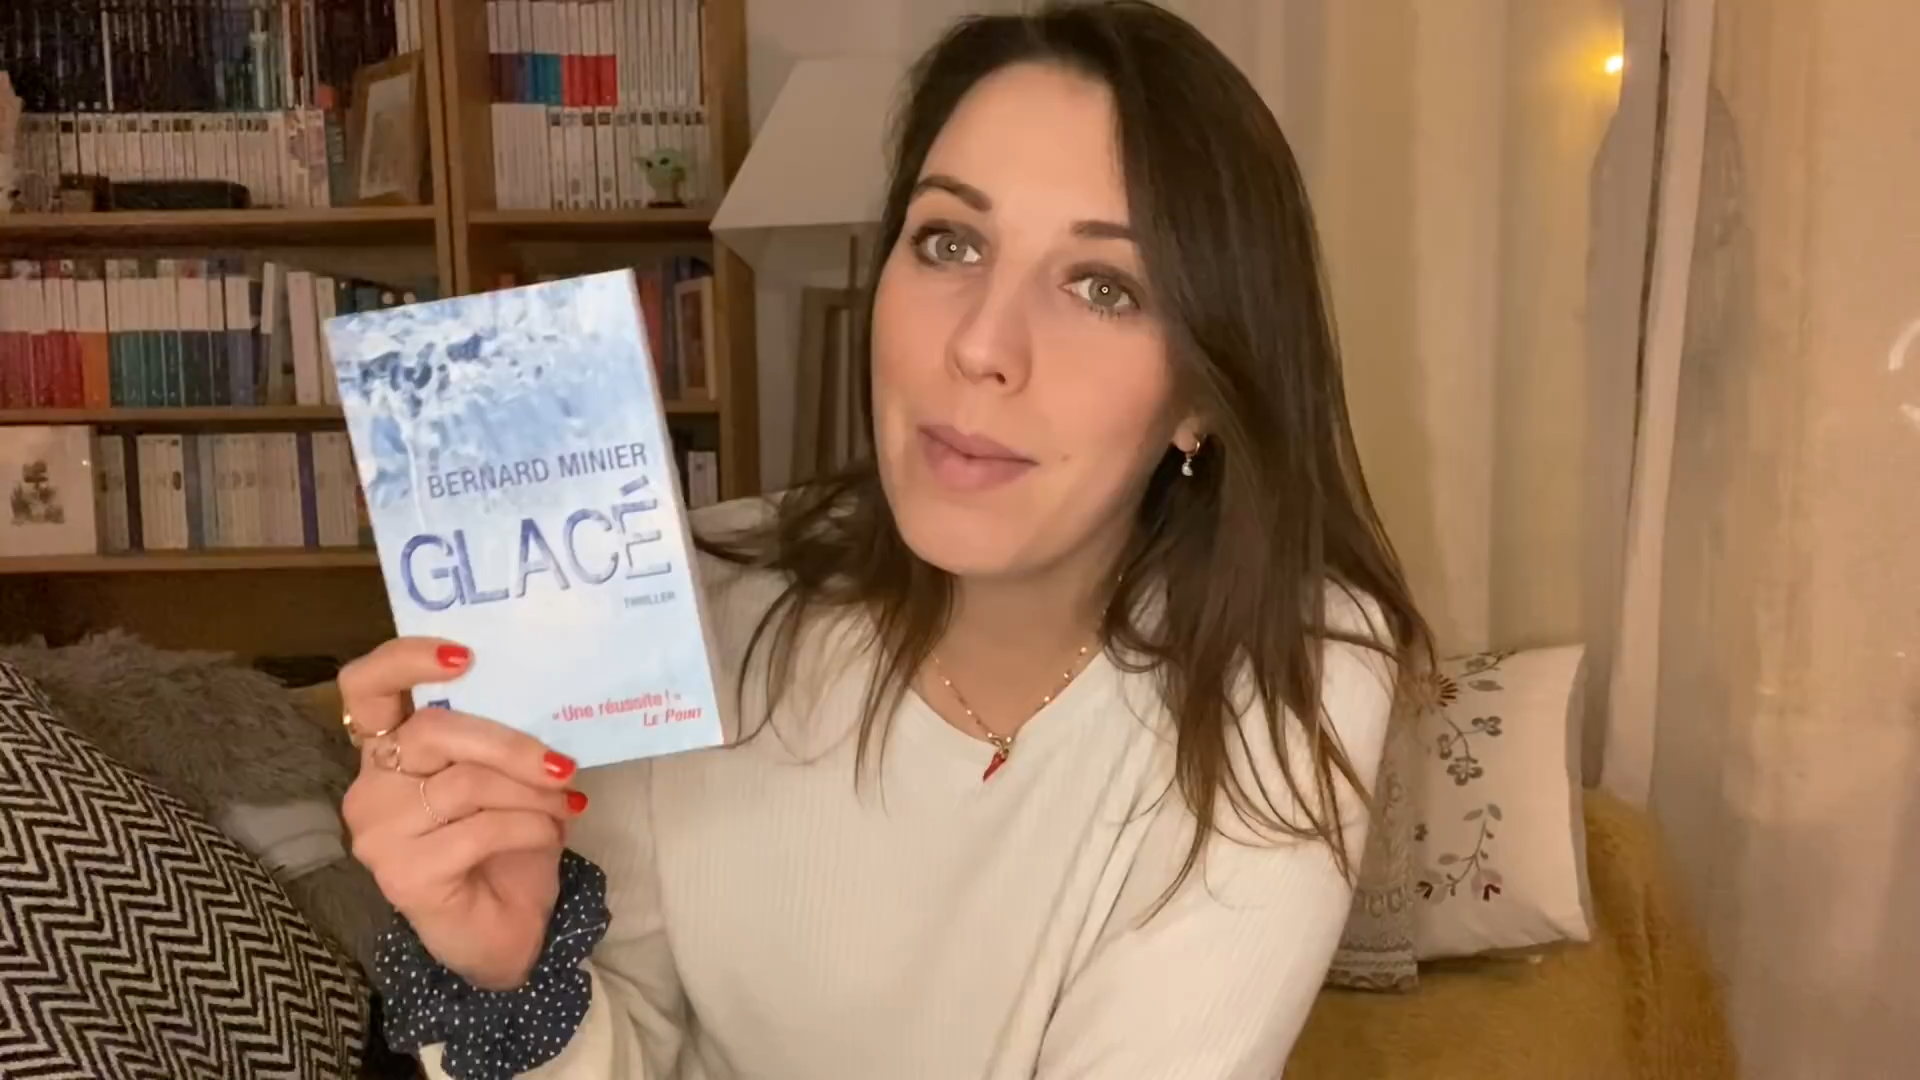 BERNARD MINIER
GLACÉ
THRILLER
« Une réussite ! »
LE POINT